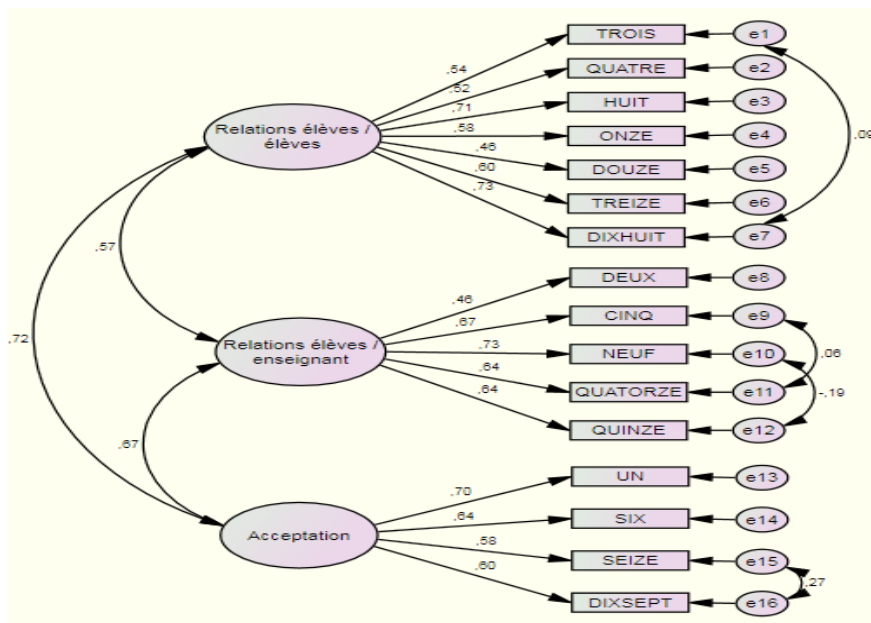 TROIS
e1
,54
QUATRE
e2
,52
HUIT
e3
,71
Relations élèves /
élèves
,58
ONZE
e4
,09
,46
DOUZE
e5
,60
TREIZE
e6
,73
DIXHUIT
e7
,57
DEUX
e8
,46
CINQ
e9
,67
,72
Relations élèves /
enseignant
,73
NEUF
e10
,06
,64
QUATORZE
e11
-,19
,64
QUINZE
e12
,67
UN
e13
,70
SIX
e14
,64
Acceptation
,58
SEIZE
e15
,60
,27
DIXSEPT
e16